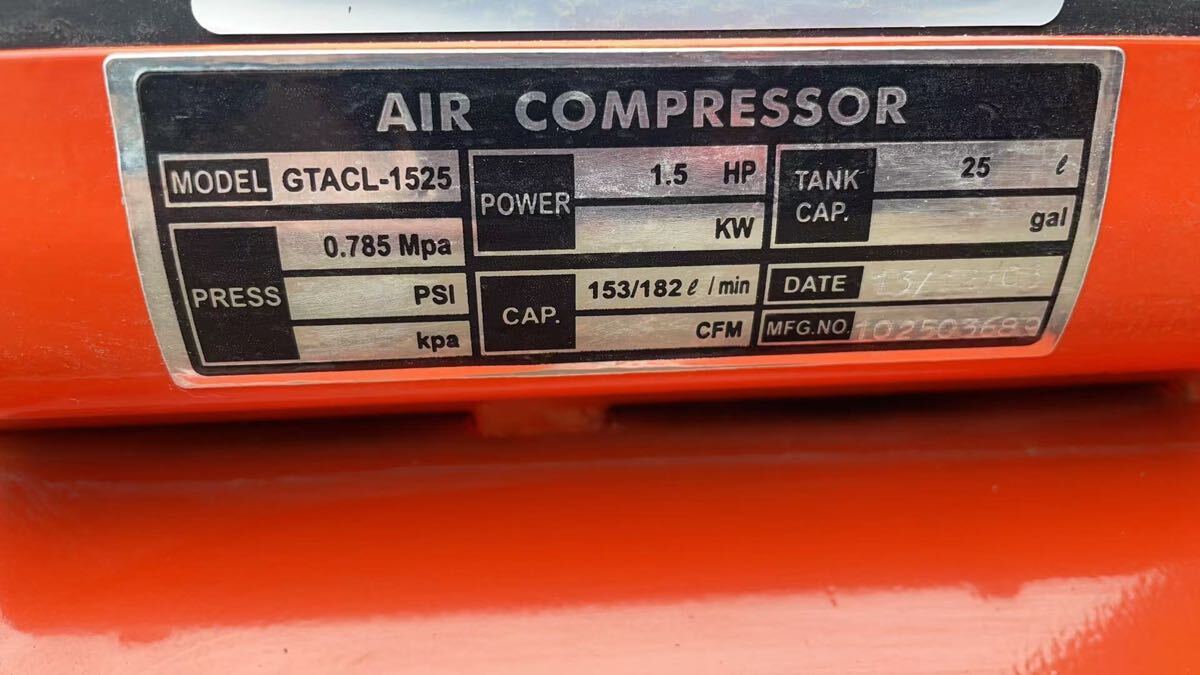 AIR COMPRESSOR
MODEL GTACL-1525
PRESS
0.785 Mpa
PSI
kpa
POWER
1.5 HP
KW
CAP.
153/182 ℓ / min
CFM
TANK
CAP.
25 ℓ
gal
DATE
MFG.NO. 102503689